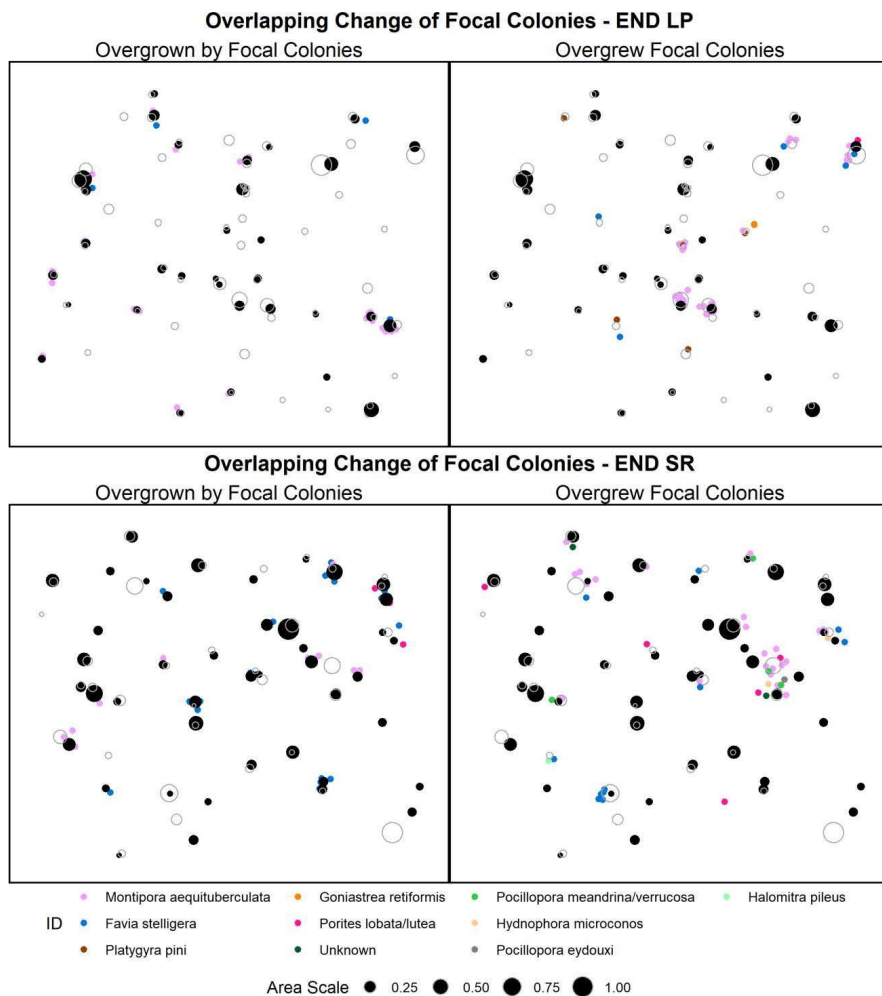 Overlapping Change of Focal Colonies - END LP
Overgrown by Focal Colonies
Overgrew Focal Colonies
Overlapping Change of Focal Colonies - END SR
Overgrown by Focal Colonies
Overgrew Focal Colonies
ID
Montipora aequituberculata
Favia stelligera
Platygyra pini
Goniastrea retiformis
Porites lobata/lutea
Unknown
Pocillopora meandrina/verrucosa
Hydnophora microconos
Pocillopora eydouxi
Halomitra pileus
Area Scale 0.25 0.50 0.75 1.00